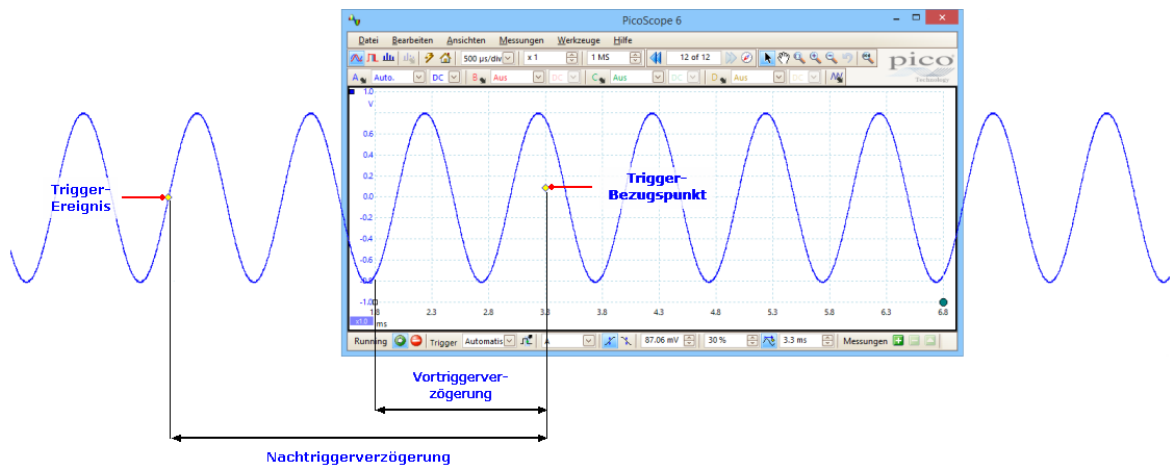 PicoScope 6
Datei Bearbeiten Ansichten Messungen Werkzeuge Hilfe
500 µs/div x 1 1 MS 12 of 12
pico
Technology
A Auto. DC B Aus DC C Aus DC D Aus DC
1.0
V
0.6
0.4
0.2
0.0
-0.2
-0.4
-0.6
-0.8
-1.0
Trigger-
Ereignis
Trigger-
Bezugspunkt
x1.0
1.8 2.3 2.8 3.3 3.8 4.3 4.8 5.3 5.8 6.3 6.8
ms
Running Trigger Automatis A 87.06 mV 30 % 3.3 ms Messungen
Vortriggerver-
zögerung
Nachtriggerverzögerung